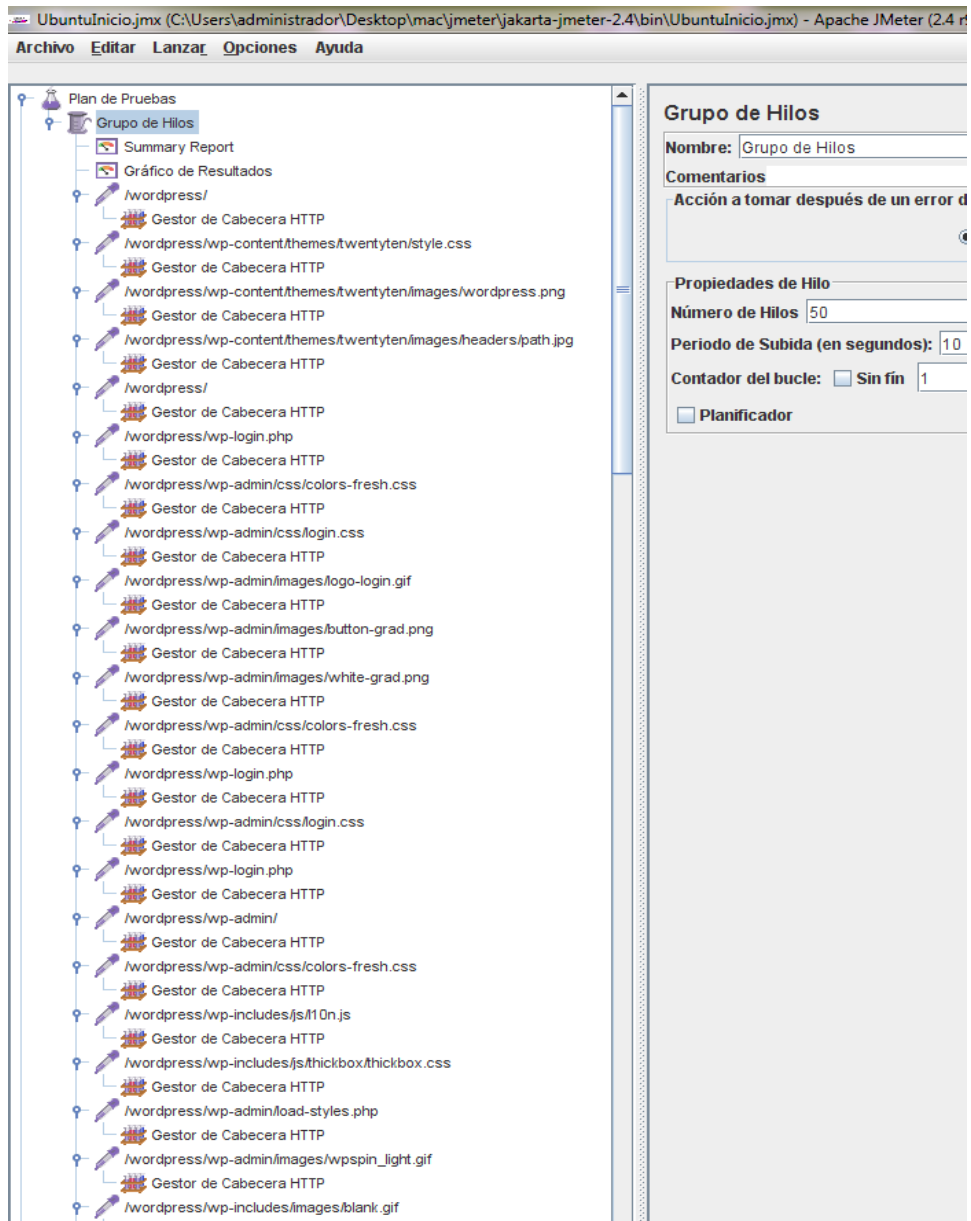 UbuntuInicio.jmx (C:\Users\administrador\Desktop\mac\jmeter\jakarta-jmeter-2.4\bin\UbuntuInicio.jmx) - Apache JMeter (2.4 r9
Archivo Editar Lanzar Opciones Ayuda
Plan de Pruebas
Grupo de Hilos
Summary Report
Gráfico de Resultados
/wordpress/
Gestor de Cabecera HTTP
/wordpress/wp-content/themes/twentyten/style.css
Gestor de Cabecera HTTP
/wordpress/wp-content/themes/twentyten/images/wordpress.png
Gestor de Cabecera HTTP
/wordpress/wp-content/themes/twentyten/images/headers/path.jpg
Gestor de Cabecera HTTP
/wordpress/
Gestor de Cabecera HTTP
/wordpress/wp-login.php
Gestor de Cabecera HTTP
/wordpress/wp-admin/css/colors-fresh.css
Gestor de Cabecera HTTP
/wordpress/wp-admin/css/login.css
Gestor de Cabecera HTTP
/wordpress/wp-admin/images/logo-login.gif
Gestor de Cabecera HTTP
/wordpress/wp-admin/images/button-grad.png
Gestor de Cabecera HTTP
/wordpress/wp-admin/images/white-grad.png
Gestor de Cabecera HTTP
/wordpress/wp-admin/css/colors-fresh.css
Gestor de Cabecera HTTP
/wordpress/wp-login.php
Gestor de Cabecera HTTP
/wordpress/wp-admin/css/login.css
Gestor de Cabecera HTTP
/wordpress/wp-login.php
Gestor de Cabecera HTTP
/wordpress/wp-admin/
Gestor de Cabecera HTTP
/wordpress/wp-admin/css/colors-fresh.css
Gestor de Cabecera HTTP
/wordpress/wp-includes/js/l10n.js
Gestor de Cabecera HTTP
/wordpress/wp-includes/js/thickbox/thickbox.css
Gestor de Cabecera HTTP
/wordpress/wp-admin/load-styles.php
Gestor de Cabecera HTTP
/wordpress/wp-admin/images/wpspin_light.gif
Gestor de Cabecera HTTP
/wordpress/wp-includes/images/blank.gif
Grupo de Hilos
Nombre: Grupo de Hilos
Comentarios
Acción a tomar después de un error d
Propiedades de Hilo
Número de Hilos 50
Periodo de Subida (en segundos): 10
Contador del bucle: Sin fín 1
Planificador